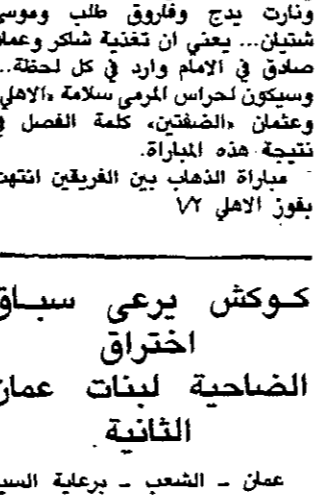 ونارت يدج وفاروق طلب وموسى
شتيان... يعني ان تغذية شاكر وعماد
صادق في الامام وارد في كل لحظة..
وسيكون لحراس المرمى سلامة «الاهلي»
وعثمان «الضفتين» كلمة الفصل في
نتيجة هذه المباراة.
- مباراة الذهاب بين الفريقين انتهت
بفوز الاهلي ١/٢
كوكش يرعى سباق
اختراق
الضاحية لبنات عمان
الثانية
عمان - الشعب - برعاية السيد